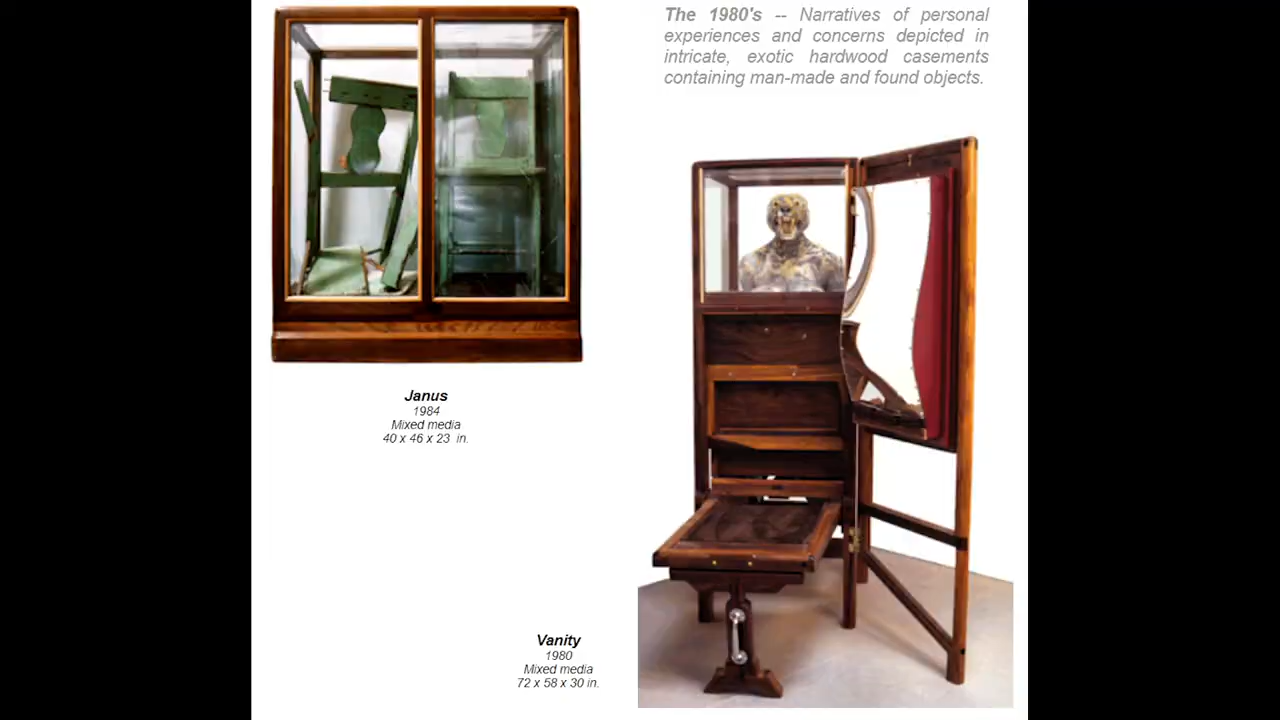 The 1980's -- Narratives of personal
experiences and concerns depicted in
intricate, exotic hardwood casements
containing man-made and found objects.
Janus
1984
Mixed media
40 x 46 x 23 in.
Vanity
1980
Mixed media
72 x 58 x 30 in.